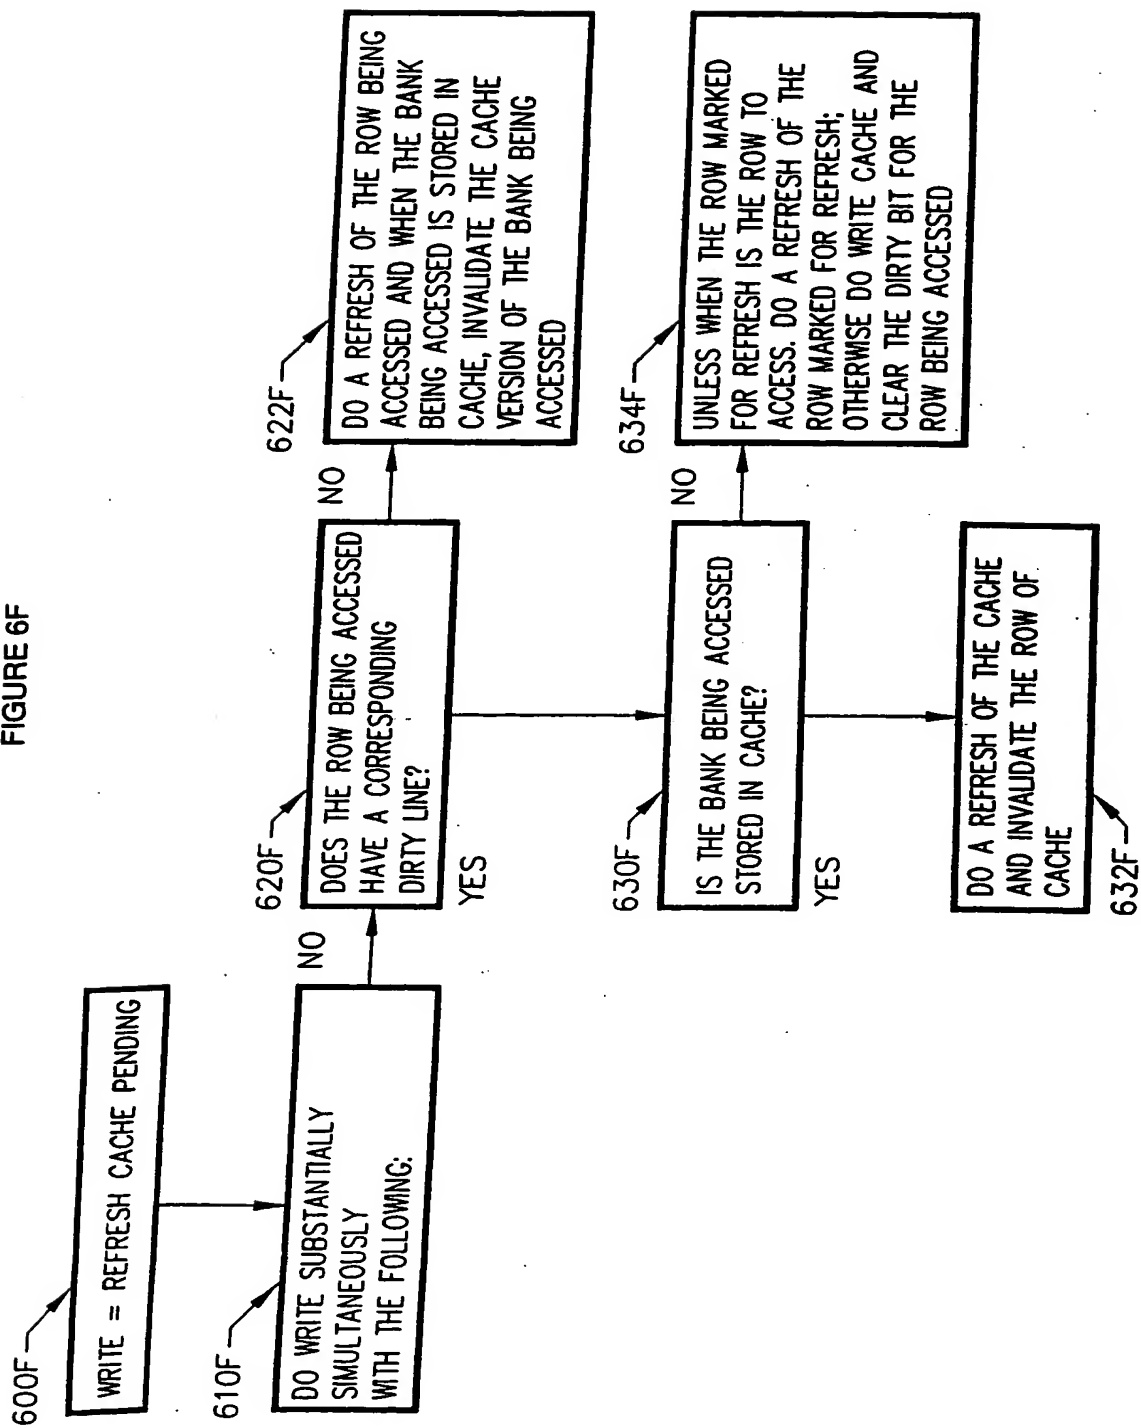 FIGURE 6F
600F
WRITE = REFRESH CACHE PENDING
610F
DO WRITE SUBSTANTIALLY
SIMULTANEOUSLY
WITH THE FOLLOWING:
NO
620F
DOES THE ROW BEING ACCESSED
HAVE A CORRESPONDING
DIRTY LINE?
YES
NO
622F
DO A REFRESH OF THE ROW BEING
ACCESSED AND WHEN THE BANK
BEING ACCESSED IS STORED IN
CACHE, INVALIDATE THE CACHE
VERSION OF THE BANK BEING
ACCESSED
630F
IS THE BANK BEING ACCESSED
STORED IN CACHE?
YES
NO
634F
UNLESS WHEN THE ROW MARKED
FOR REFRESH IS THE ROW TO
ACCESS. DO A REFRESH OF THE
ROW MARKED FOR REFRESH;
OTHERWISE DO WRITE CACHE AND
CLEAR THE DIRTY BIT FOR THE
ROW BEING ACCESSED
DO A REFRESH OF THE CACHE
AND INVALIDATE THE ROW OF
CACHE
632F